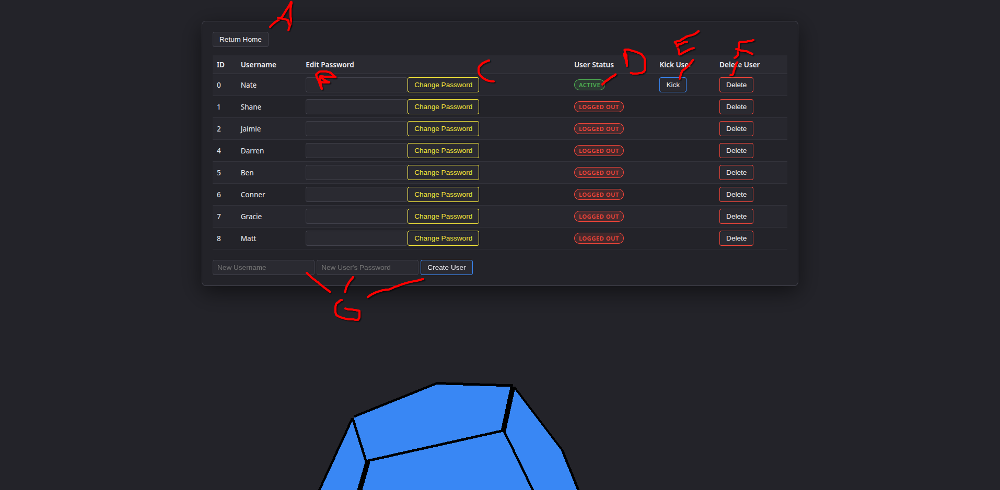 A
Return Home
E
F
D
ID Username Edit Password User Status Kick User Delete User
C
0 Nate Change Password ACTIVE Kick Delete
1 Shane Change Password LOGGED OUT Delete
2 Jaimie Change Password LOGGED OUT Delete
4 Darren Change Password LOGGED OUT Delete
5 Ben Change Password LOGGED OUT Delete
6 Conner Change Password LOGGED OUT Delete
7 Gracie Change Password LOGGED OUT Delete
8 Matt Change Password LOGGED OUT Delete
New Username New User's Password Create User
G